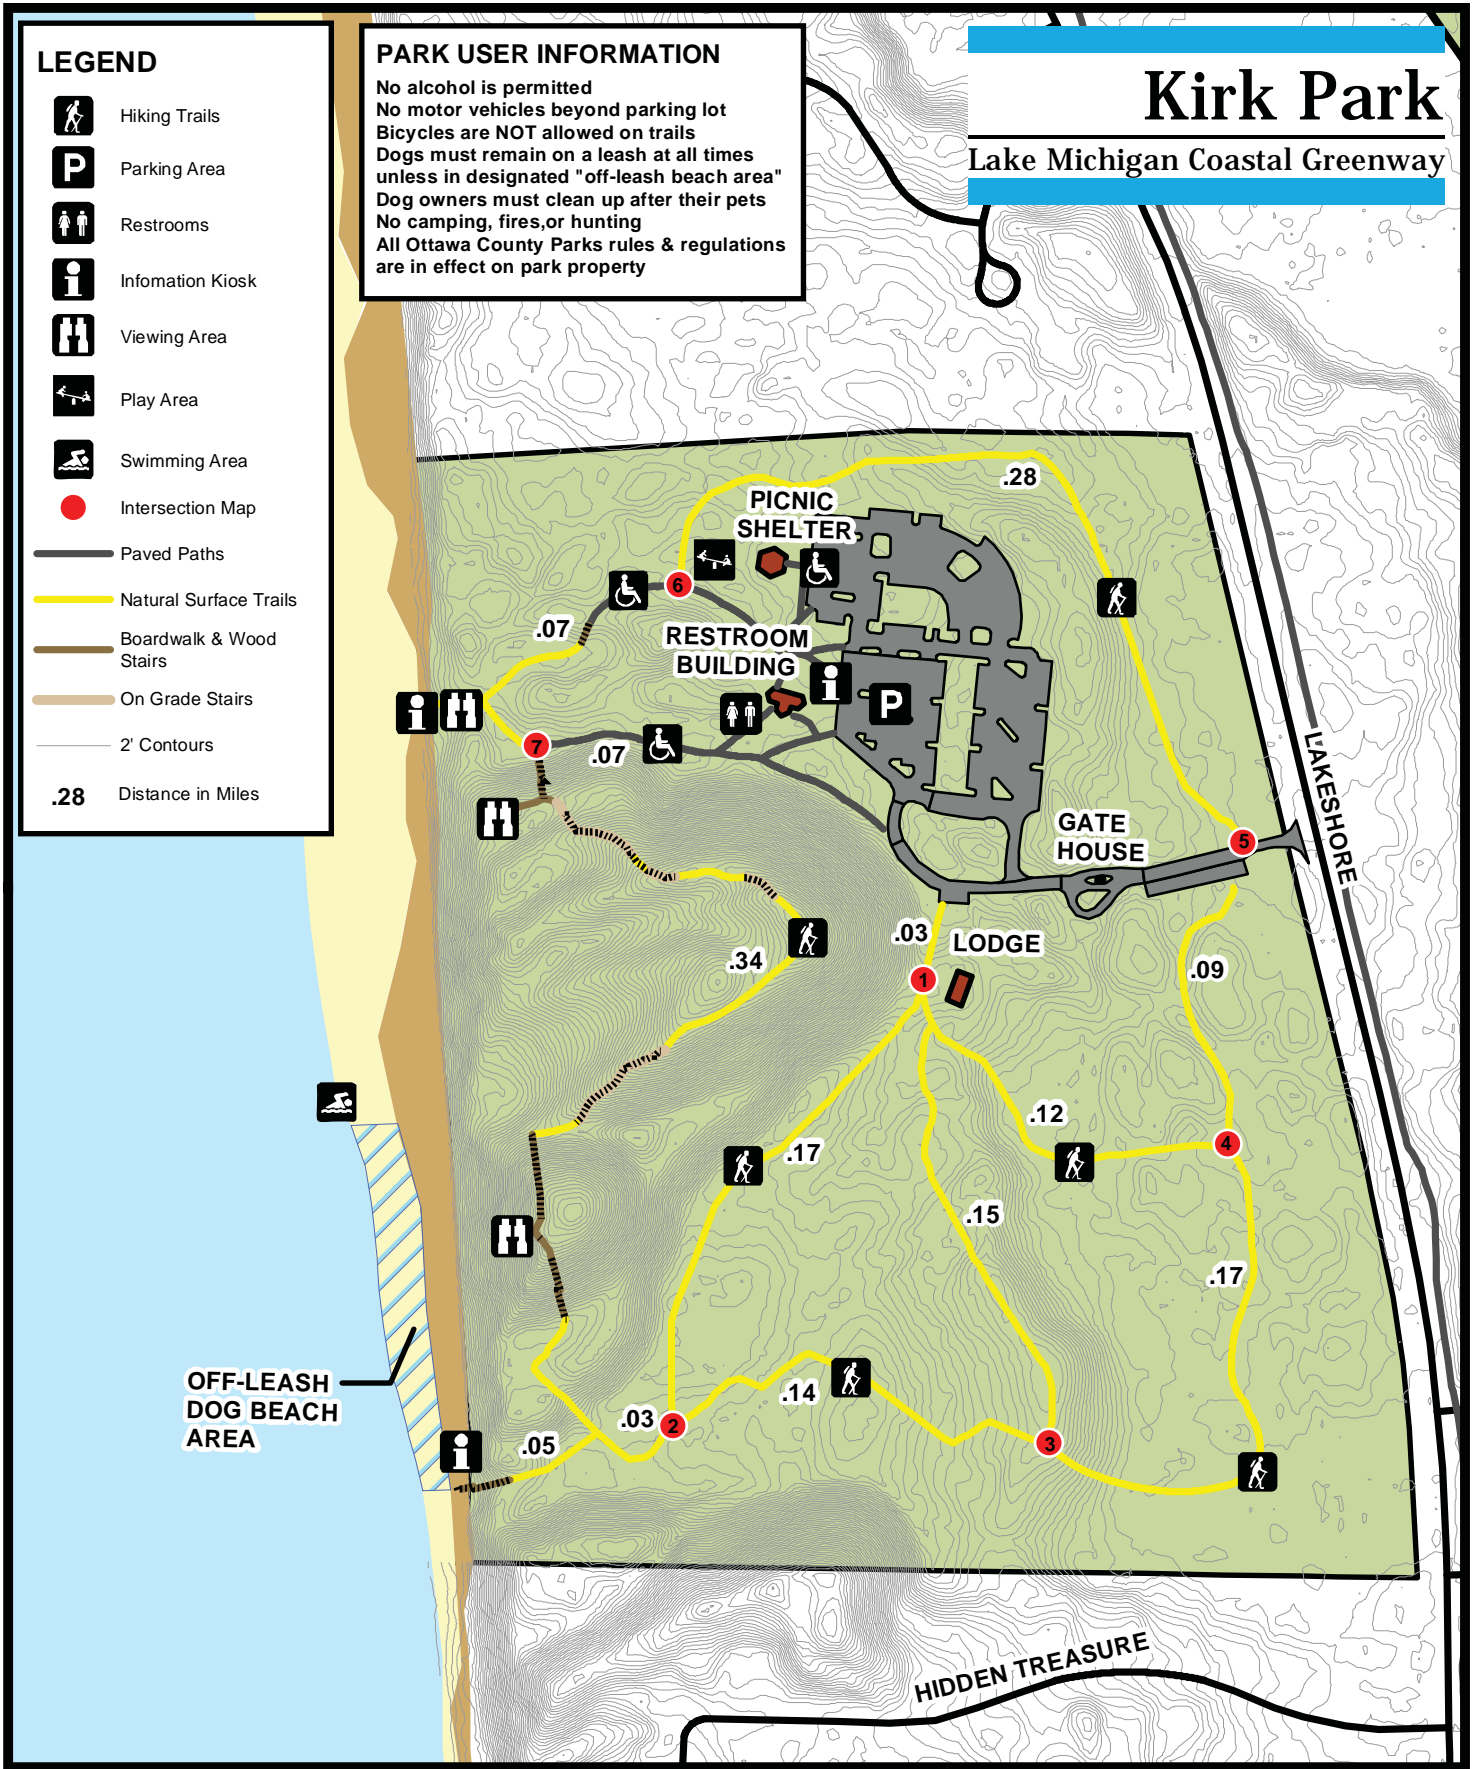 LEGEND
Hiking Trails
P
Parking Area
Restrooms
Infomation Kiosk
Viewing Area
Play Area
Swimming Area
Intersection Map
Paved Paths
Natural Surface Trails
Boardwalk & Wood
Stairs
On Grade Stairs
2' Contours
.28
Distance in Miles
PARK USER INFORMATION
No alcohol is permitted
No motor vehicles beyond parking lot
Bicycles are NOT allowed on trails
Dogs must remain on a leash at all times
unless in designated "off-leash beach area"
Dog owners must clean up after their pets
No camping, fires,or hunting
All Ottawa County Parks rules & regulations
are in effect on park property
Kirk Park
Lake Michigan Coastal Greenway
.28
PICNIC
SHELTER
6
.07
RESTROOM
BUILDING
P
7
.07
LAKESHORE
GATE
HOUSE
5
.03
LODGE
.34
1
.09
.12
4
.17
.15
.17
OFF-LEASH
DOG BEACH
AREA
.14
.03
2
.05
3
HIDDEN TREASURE